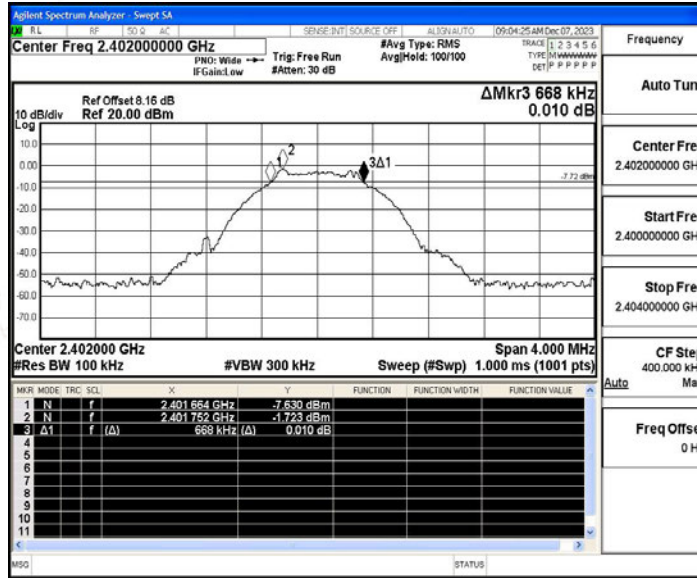 Agilent Spectrum Analyzer - Swept SA
RL RF 50 Ω AC SENSE:INT SOURCE OFF ALIGNAUTO 09:04:25 AM Dec 07, 2023
Center Freq 2.402000000 GHz
PNO: Wide
IFGain:Low
Trig: Free Run
#Atten: 30 dB
#Avg Type: RMS
Avg|Hold: 100/100
TRACE 1 2 3 4 5 6
TYPE MWWWWW
DET P P P P P P
Ref Offset 8.16 dB
Ref 20.00 dBm
ΔMkr3 668 kHz
0.010 dB
10 dB/div
Log
10.0
0.00
-10.0
-20.0
-30.0
-40.0
-50.0
-60.0
-70.0
1
2
3Δ1
-7.72 dBm
Center 2.402000 GHz
Span 4.000 MHz
#Res BW 100 kHz
#VBW 300 kHz
Sweep (#Swp) 1.000 ms (1001 pts)
MKR MODE TRC SCL X Y FUNCTION FUNCTION WIDTH FUNCTION VALUE
1 N f 2.401 664 GHz -7.630 dBm
2 N f 2.401 752 GHz -1.723 dBm
3 Δ1 f (Δ) 668 kHz (Δ) 0.010 dB
4
5
6
7
8
9
10
11
MSG
STATUS
Frequency
Auto Tun
Center Fre
2.402000000 GH
Start Fre
2.400000000 GH
Stop Fre
2.404000000 GH
CF Ste
400.000 kH
Auto Ma
Freq Offse
0 H